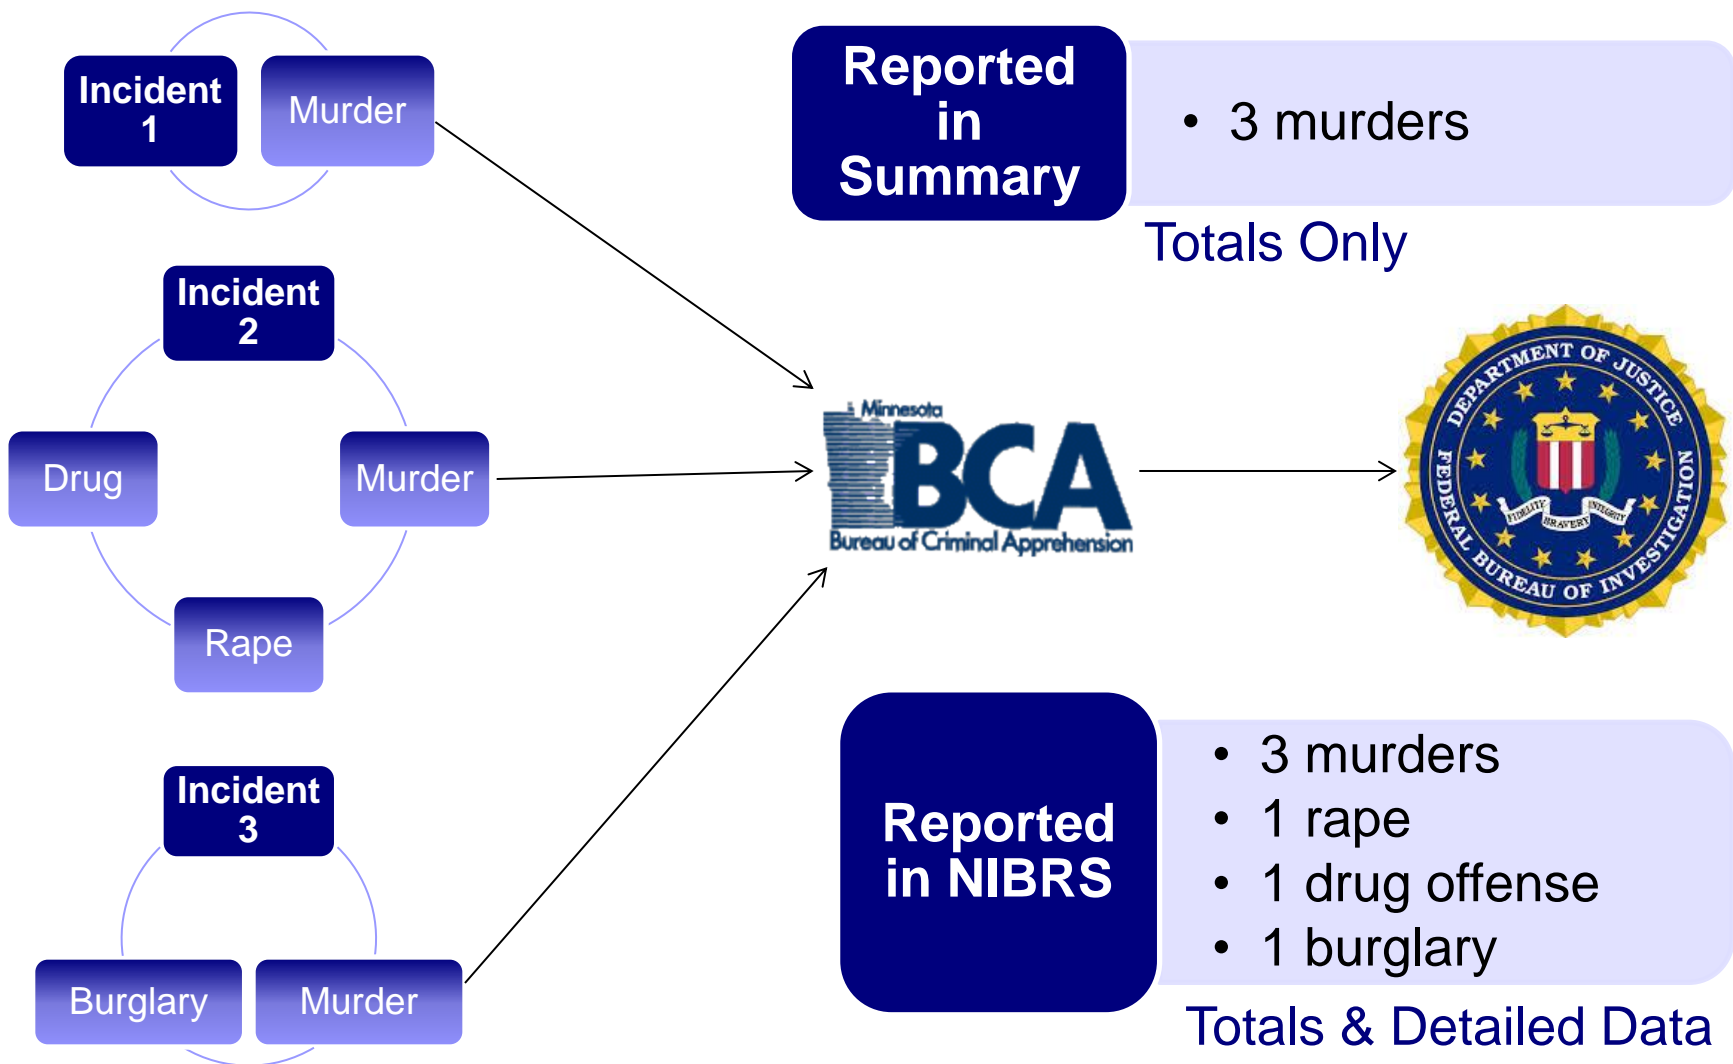 Incident
1
Murder
Incident
2
Drug
Murder
Rape
Incident
3
Burglary
Murder
Reported
in
Summary
• 3 murders
Totals Only
Minnesota
BCA
Bureau of Criminal Apprehension
DEPARTMENT OF JUSTICE
FEDERAL BUREAU OF INVESTIGATION
FIDELITY
BRAVERY
INTEGRITY
Reported
in NIBRS
• 3 murders
• 1 rape
• 1 drug offense
• 1 burglary
Totals & Detailed Data